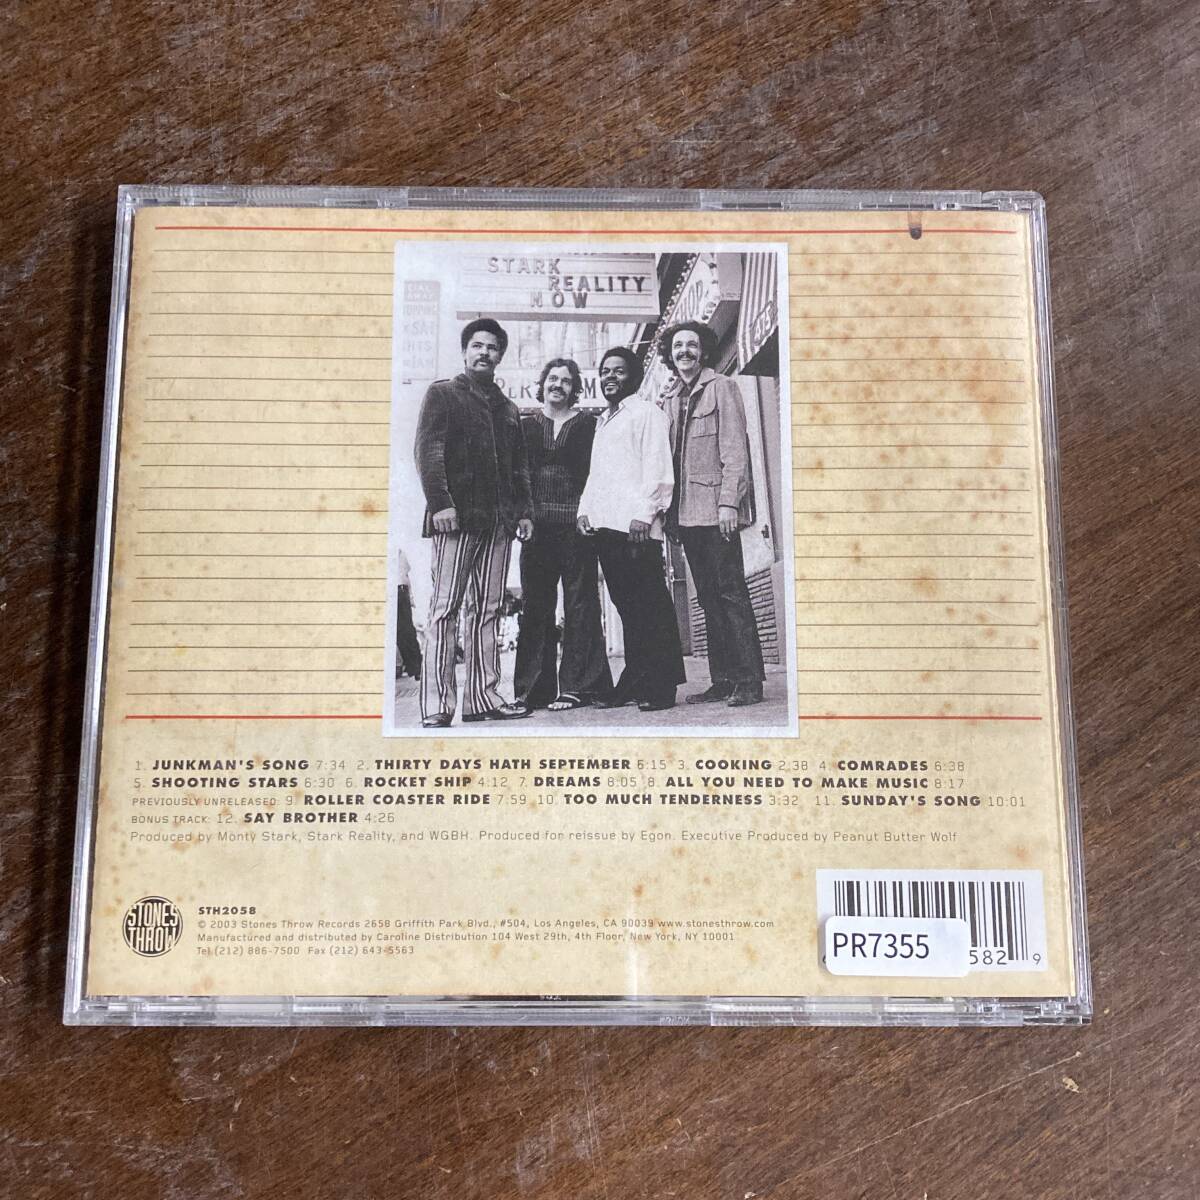 STARK
REALITY
NOW
1. JUNKMAN'S SONG 7:34 2. THIRTY DAYS HATH SEPTEMBER 5:15 3. COOKING 2:38 4. COMRADES 6:38
5. SHOOTING STARS 6:30 6. ROCKET SHIP 4:12 7. DREAMS 8:05 8. ALL YOU NEED TO MAKE MUSIC 8:17
PREVIOUSLY UNRELEASED: 9. ROLLER COASTER RIDE 7:59 10. TOO MUCH TENDERNESS 3:32 11. SUNDAY'S SONG 10:01
BONUS TRACK: 12. SAY BROTHER 4:26
Produced by Monty Stark, Stark Reality, and WGBH. Produced for reissue by Egon. Executive Produced by Peanut Butter Wolf
STONES
THROW
STH2058
© 2003 Stones Throw Records 2658 Griffith Park Blvd., #504, Los Angeles, CA 90039 www.stonesthrow.com
Manufactured and distributed by Caroline Distribution 104 West 29th, 4th Floor, New York, NY 10001
Tel (212) 886-7500 Fax (212) 643-5563
PR7355
582 9